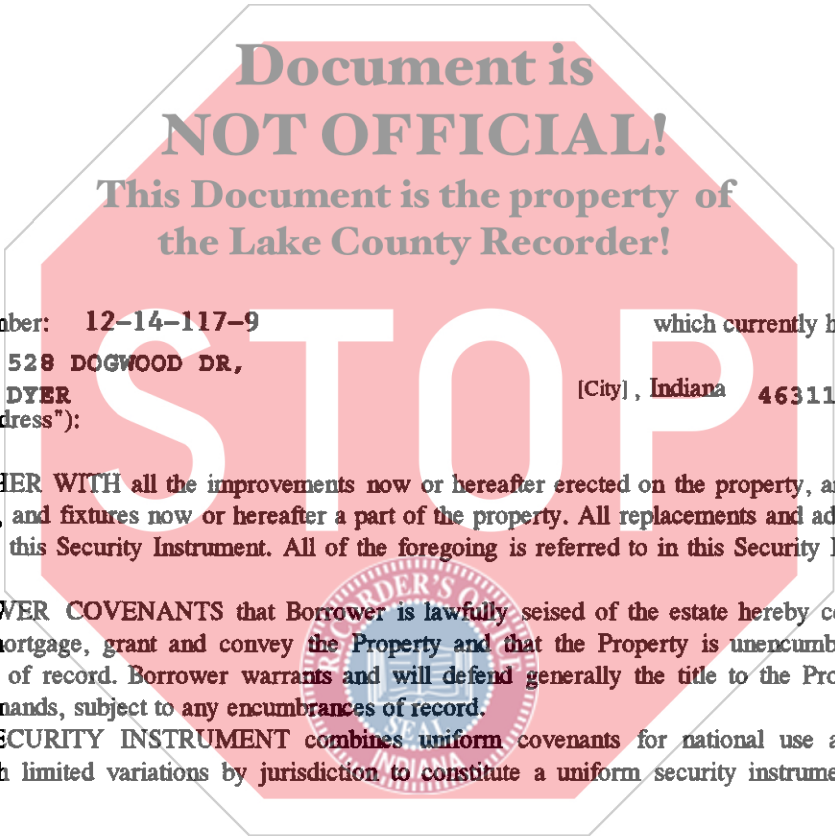 Document is
NOT OFFICIAL!
This Document is the property of
the Lake County Recorder!
STOP
nber: 12-14-117-9 which currently h
528 DOGWOOD DR,
DYER [City] , Indiana 46311
dress"):
HER WITH all the improvements now or hereafter erected on the property, a
, and fixtures now or hereafter a part of the property. All replacements and ad
this Security Instrument. All of the foregoing is referred to in this Security I
WER COVENANTS that Borrower is lawfully seised of the estate hereby c
ortgage, grant and convey the Property and that the Property is unencumb
of record. Borrower warrants and will defend generally the title to the Pro
nands, subject to any encumbrances of record.
ECURITY INSTRUMENT combines uniform covenants for national use a
h limited variations by jurisdiction to constitute a uniform security instrume
RECORDER'S OFFICE
SEAL
INDIANA